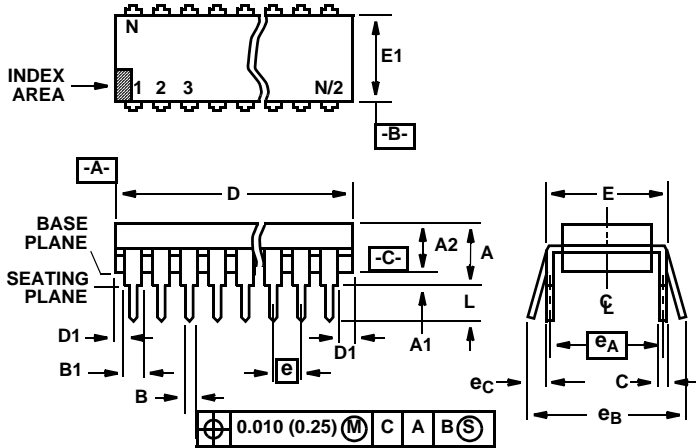 N
INDEX
AREA
1 2 3 N/2
E1
-B-
-A-
D
E
BASE
PLANE
-C-
A2
A
SEATING
PLANE
L
C̵L
D1
D1
A1
eA
B1
e
B
eC
C
eB
0.010 (0.25) Ⓜ C A B Ⓢ